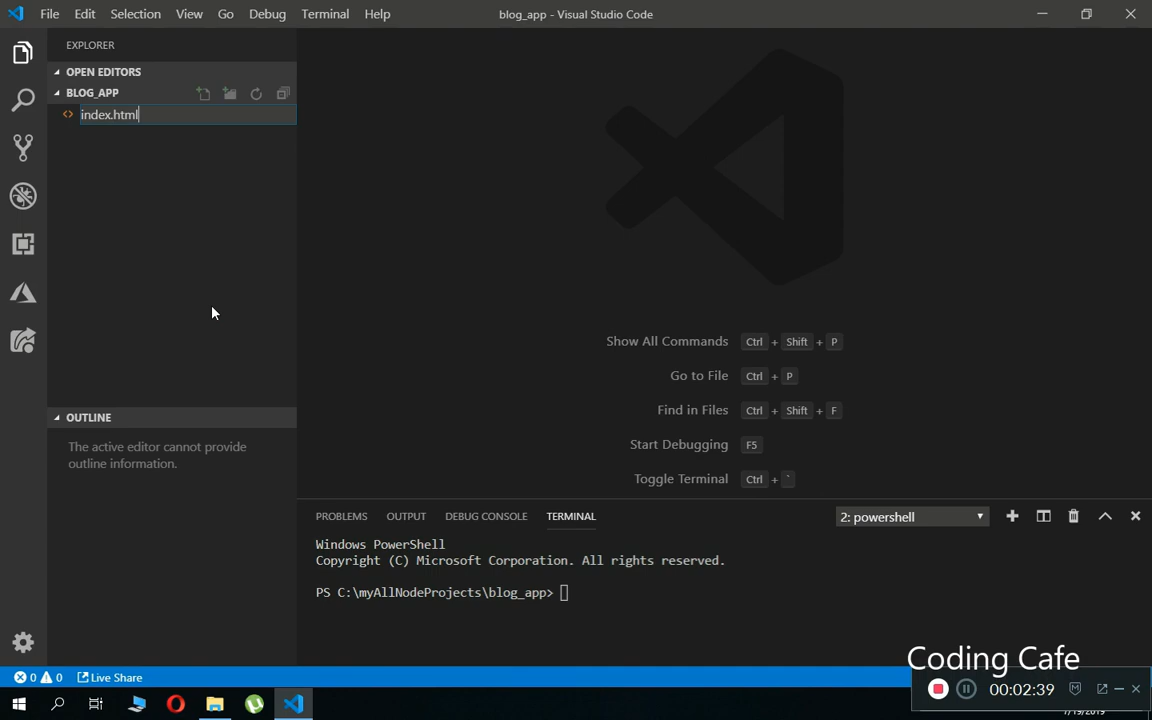 File Edit Selection View Go Debug Terminal Help
blog_app - Visual Studio Code
EXPLORER
OPEN EDITORS
BLOG_APP
index.html
Show All Commands Ctrl + Shift + P
Go to File Ctrl + P
Find in Files Ctrl + Shift + F
Start Debugging F5
Toggle Terminal Ctrl + `
OUTLINE
The active editor cannot provide
outline information.
PROBLEMS OUTPUT DEBUG CONSOLE TERMINAL
2: powershell
Windows PowerShell
Copyright (C) Microsoft Corporation. All rights reserved.
PS C:\myAllNodeProjects\blog_app>
Coding Cafe
0 0 Live Share
00:02:39